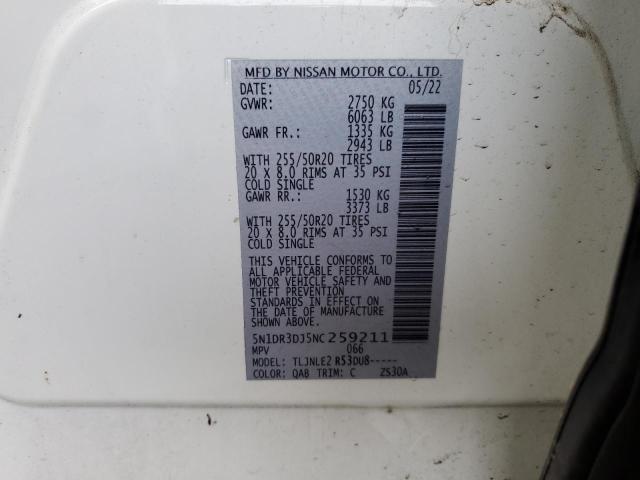 MFD BY NISSAN MOTOR CO., LTD.
DATE: 05/22
GVWR: 2750 KG
6063 LB
GAWR FR.: 1335 KG
2943 LB
WITH 255/50R20 TIRES
20 X 8.0 RIMS AT 35 PSI
COLD SINGLE
GAWR RR.: 1530 KG
3373 LB
WITH 255/50R20 TIRES
20 X 8.0 RIMS AT 35 PSI
COLD SINGLE
THIS VEHICLE CONFORMS TO
ALL APPLICABLE FEDERAL
MOTOR VEHICLE SAFETY AND
THEFT PREVENTION
STANDARDS IN EFFECT ON
THE DATE OF MANUFACTURE
SHOWN ABOVE.
5N1DR3DJ5NC259211
MPV 066
MODEL: TLJNLE2 RS3DU8-----
COLOR: QAB TRIM: C ZS30A